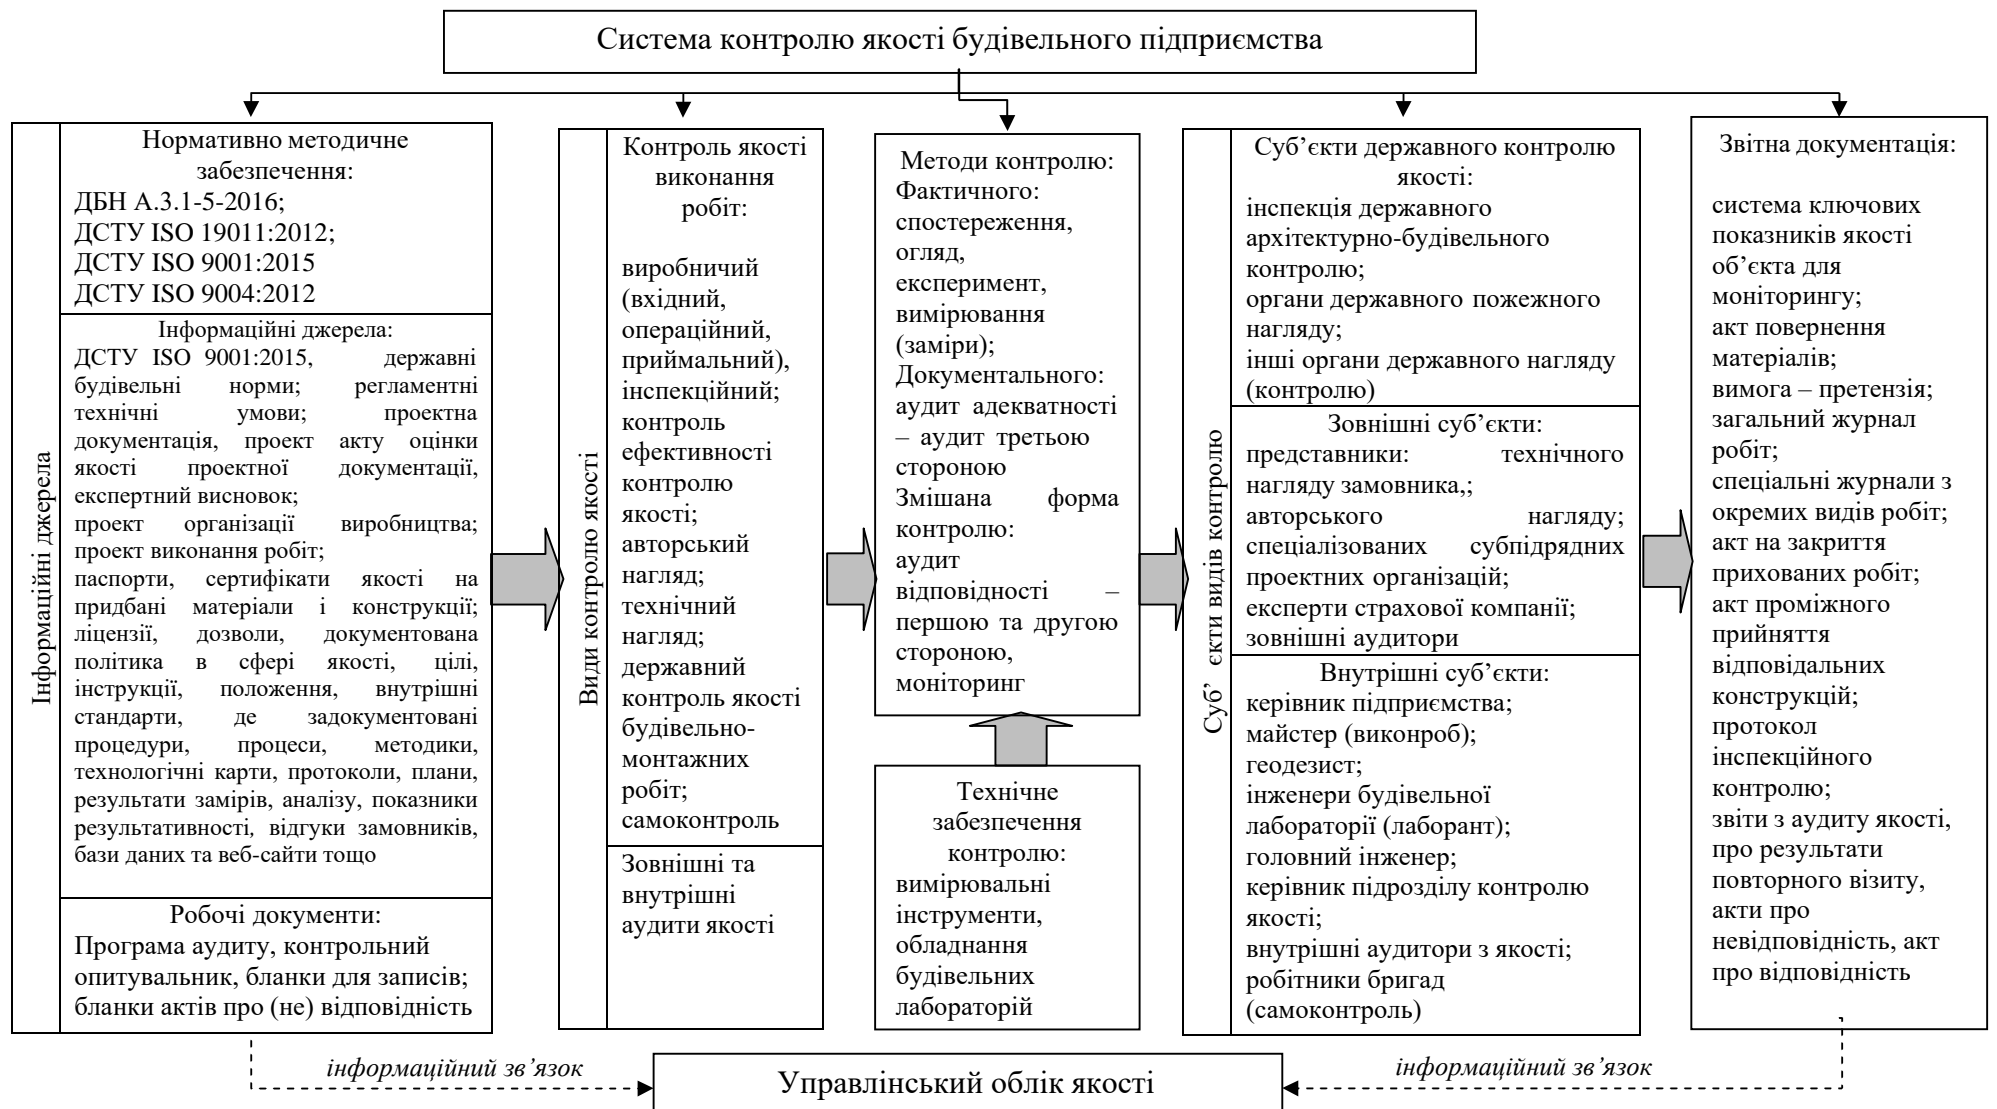 Система контролю якості будівельного підприємства
Інформаційні джерела
Нормативно методичне
забезпечення:
ДБН А.3.1-5-2016;
ДСТУ ISO 19011:2012;
ДСТУ ISO 9001:2015
ДСТУ ISO 9004:2012
Інформаційні джерела:
ДСТУ ISO 9001:2015, державні
будівельні норми; регламентні
технічні умови; проектна
документація, проект акту оцінки
якості проектної документації,
експертний висновок;
проект організації виробництва;
проект виконання робіт;
паспорти, сертифікати якості на
придбані матеріали і конструкції;
ліцензії, дозволи, документована
політика в сфері якості, цілі,
інструкції, положення, внутрішні
стандарти, де задокументовані
процедури, процеси, методики,
технологічні карти, протоколи, плани,
результати замірів, аналізу, показники
результативності, відгуки замовників,
бази даних та веб-сайти тощо
Робочі документи:
Програма аудиту, контрольний
опитувальник, бланки для записів;
бланки актів про (не) відповідність
Види контролю якості
Контроль якості
виконання
робіт:
виробничий
(вхідний,
операційний,
приймальний),
інспекційний;
контроль
ефективності
контролю
якості;
авторський
нагляд;
технічний
нагляд;
державний
контроль якості
будівельно-
монтажних
робіт;
самоконтроль
Зовнішні та
внутрішні
аудити якості
Методи контролю:
Фактичного:
спостереження,
огляд,
експеримент,
вимірювання
(заміри);
Документального:
аудит адекватності
– аудит третьою
стороною
Змішана форма
контролю:
аудит
відповідності –
першою та другою
стороною,
моніторинг
Технічне
забезпечення
контролю:
вимірювальні
інструменти,
обладнання
будівельних
лабораторій
Суб’ єкти видів контролю
Суб’єкти державного контролю
якості:
інспекція державного
архітектурно-будівельного
контролю;
органи державного пожежного
нагляду;
інші органи державного нагляду
(контролю)
Зовнішні суб’єкти:
представники: технічного
нагляду замовника,;
авторського нагляду;
спеціалізованих субпідрядних
проектних організацій;
експерти страхової компанії;
зовнішні аудитори
Внутрішні суб’єкти:
керівник підприємства;
майстер (виконроб);
геодезист;
інженери будівельної
лабораторії (лаборант);
головний інженер;
керівник підрозділу контролю
якості;
внутрішні аудитори з якості;
робітники бригад
(самоконтроль)
Звітна документація:
система ключових
показників якості
об’єкта для
моніторингу;
акт повернення
матеріалів;
вимога – претензія;
загальний журнал
робіт;
спеціальні журнали з
окремих видів робіт;
акт на закриття
прихованих робіт;
акт проміжного
прийняття
відповідальних
конструкцій;
протокол
інспекційного
контролю;
звіти з аудиту якості,
про результати
повторного візиту,
акти про
невідповідність, акт
про відповідність
інформаційний зв’язок
Управлінський облік якості
інформаційний зв’язок